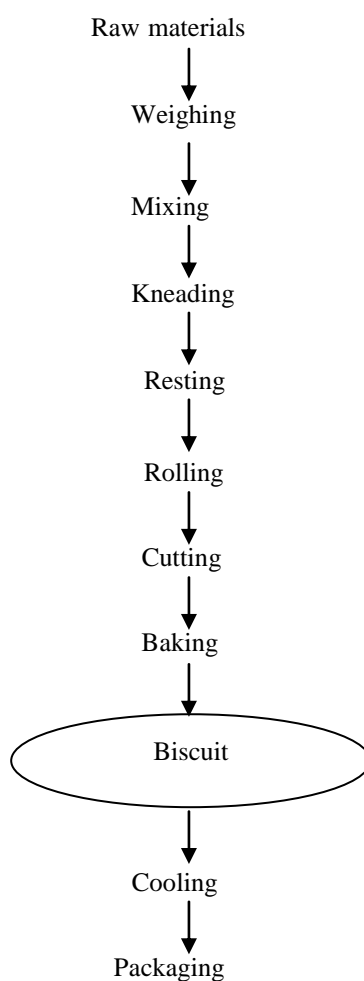 Raw materials
Weighing
Mixing
Kneading
Resting
Rolling
Cutting
Baking
Biscuit
Cooling
Packaging